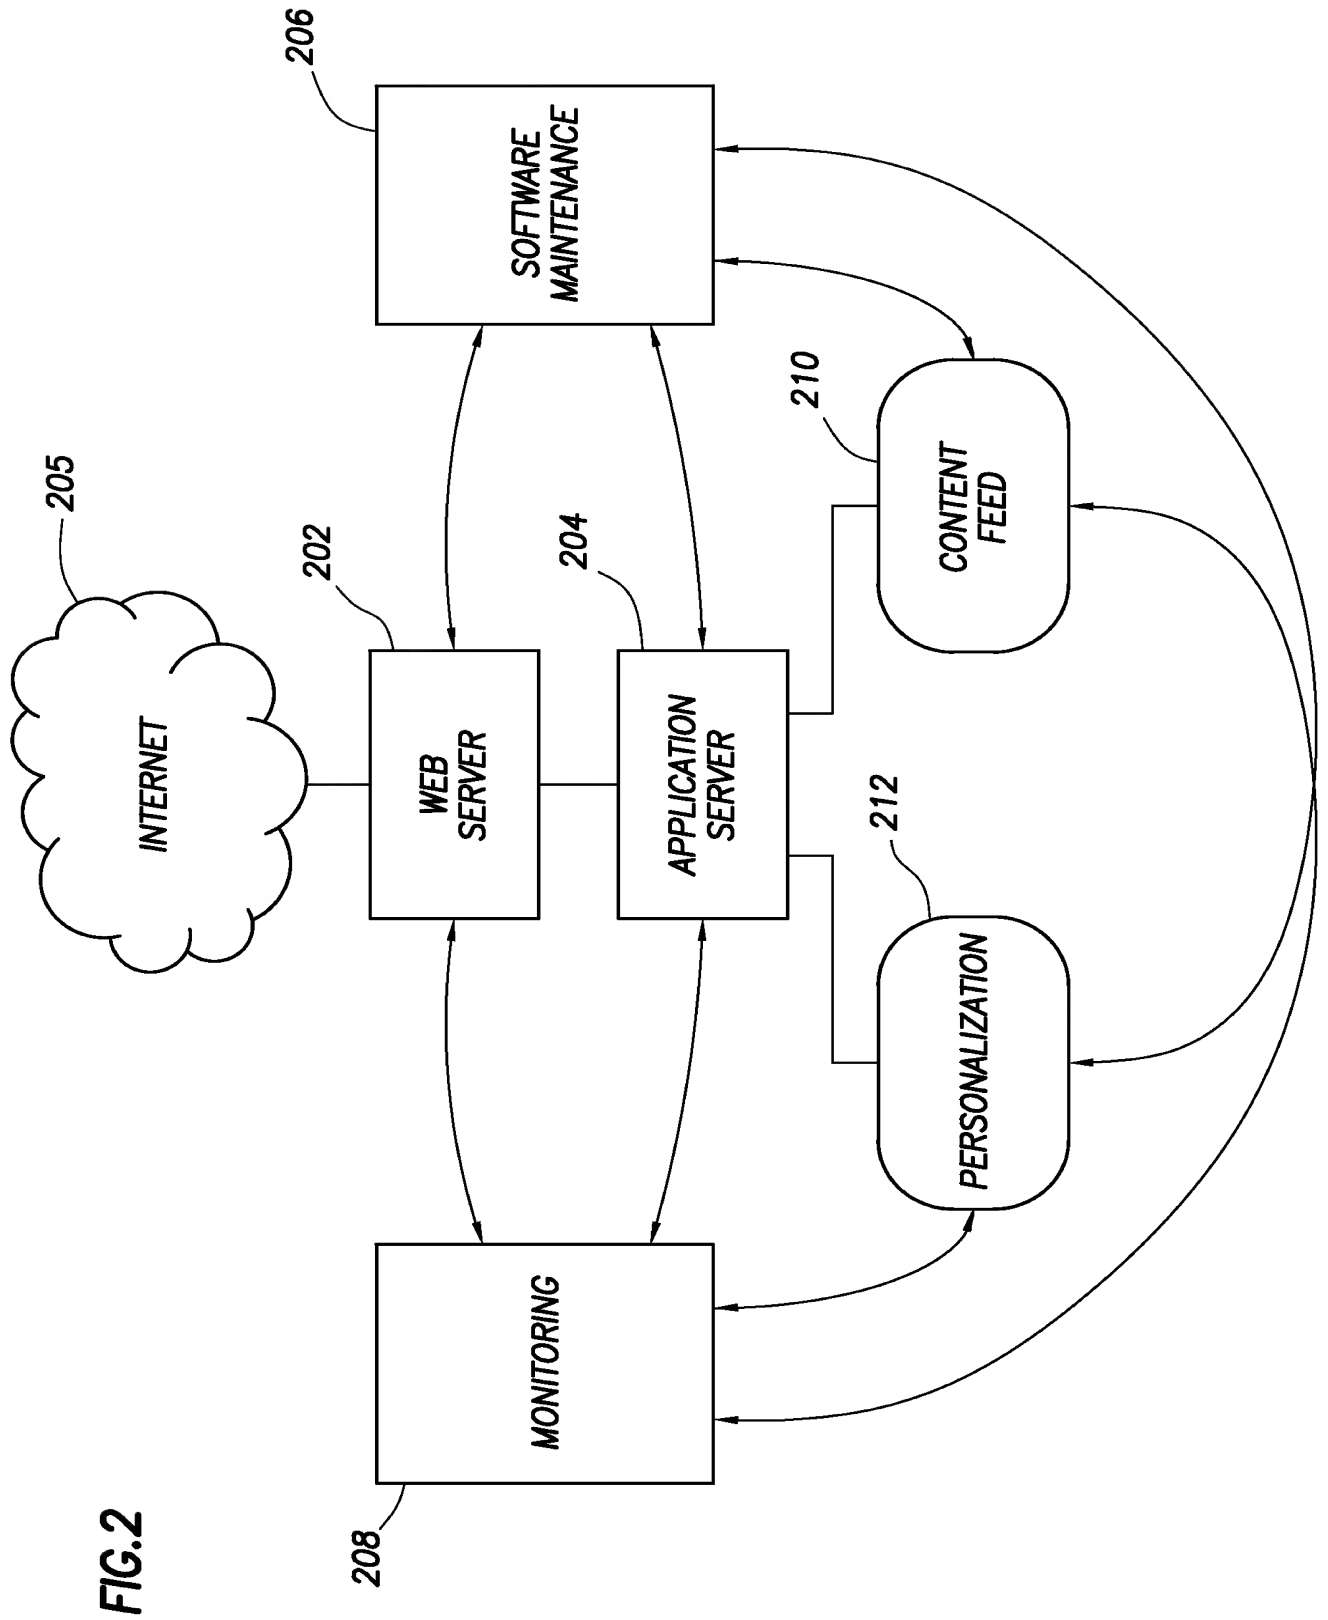 FIG.2
INTERNET
205
WEB
SERVER
202
APPLICATION
SERVER
204
MONITORING
208
SOFTWARE
MAINTENANCE
206
PERSONALIZATION
212
CONTENT
FEED
210